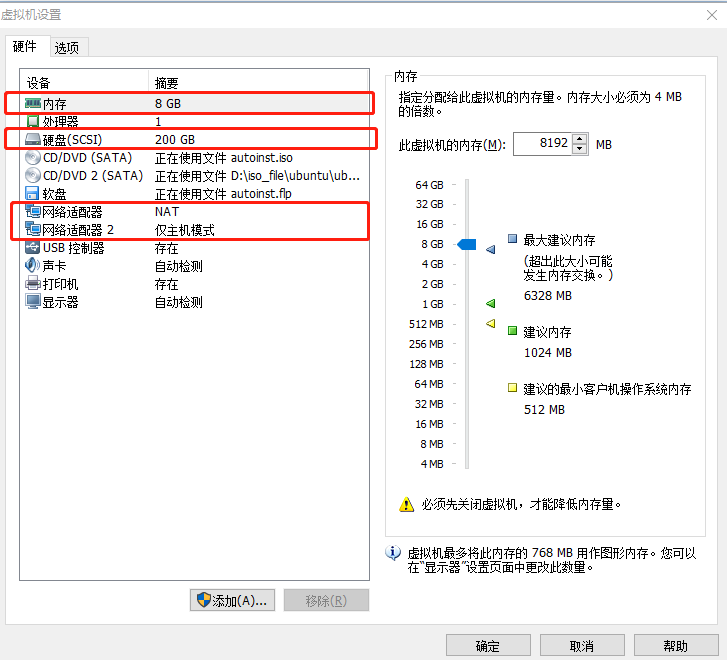 虚拟机设置
硬件 选项
设备 摘要
内存 8 GB
处理器 1
硬盘(SCSI) 200 GB
CD/DVD (SATA) 正在使用文件 autoinst.iso
CD/DVD 2 (SATA) 正在使用文件 D:\iso_file\ubuntu\ub...
软盘 正在使用文件 autoinst.flp
网络适配器 NAT
网络适配器 2 仅主机模式
USB 控制器 存在
声卡 自动检测
打印机 存在
显示器 自动检测
添加(A)... 移除(R)
内存
指定分配给此虚拟机的内存量。内存大小必须为 4 MB
的倍数。
此虚拟机的内存(M): 8192 MB
64 GB
32 GB
16 GB
8 GB
4 GB
2 GB
1 GB
512 MB
256 MB
128 MB
64 MB
32 MB
16 MB
8 MB
4 MB
最大建议内存
(超出此大小可能
发生内存交换。)
6328 MB
建议内存
1024 MB
建议的最小客户机操作系统内存
512 MB
必须先关闭虚拟机，才能降低内存量。
虚拟机最多将此内存的 768 MB 用作图形内存。您可以
在"显示器"设置页面中更改此数量。
确定 取消 帮助